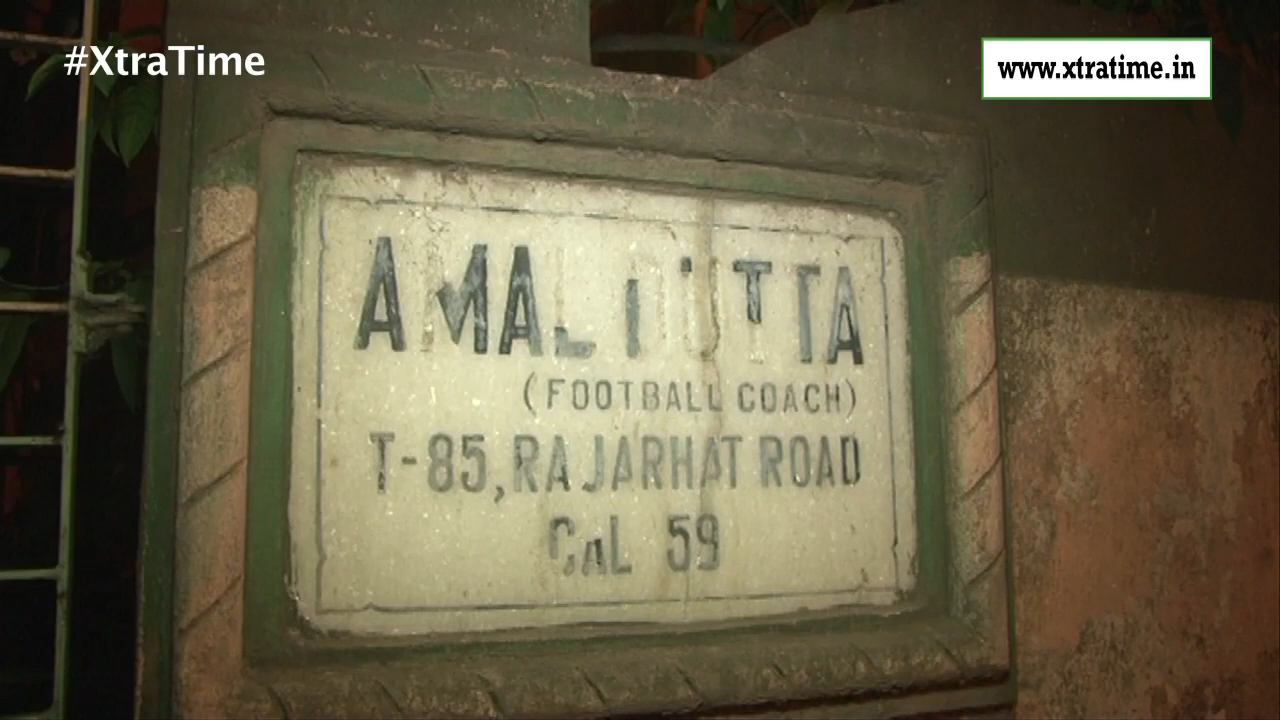 #XtraTime
www.xtratime.in
AMAL DUTTA
(FOOTBALL COACH)
T-85, RAJARHAT ROAD
CAL 59